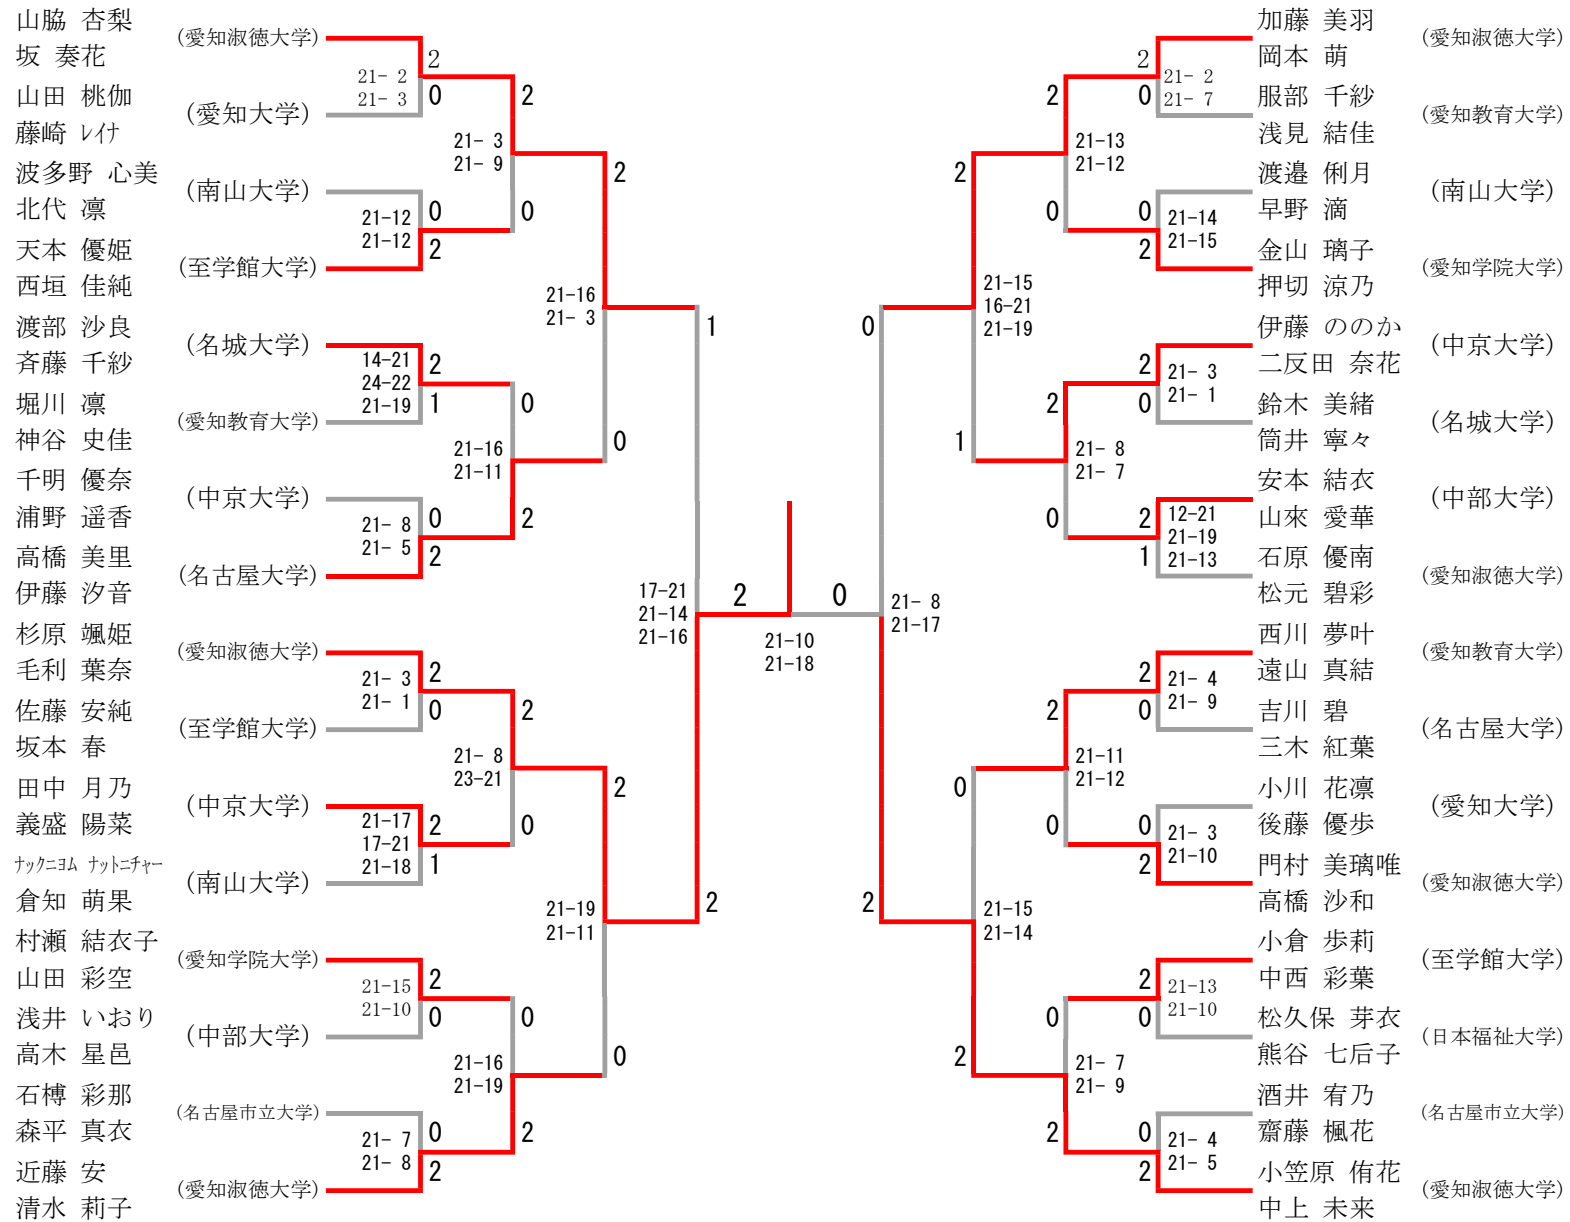 山脇 杏梨
坂 奏花
(愛知淑徳大学)
2
21- 2
21- 3
0
山田 桃伽
藤崎 ﾚｲﾅ
(愛知大学)
2
21- 3
21- 9
0
波多野 心美
北代 凛
(南山大学)
0
21-12
21-12
2
天本 優姫
西垣 佳純
(至学館大学)
2
21-16
21- 3
0
渡部 沙良
斉藤 千紗
(名城大学)
2
14-21
24-22
21-19
1
堀川 凛
神谷 史佳
(愛知教育大学)
0
21-16
21-11
2
千明 優奈
浦野 遥香
(中京大学)
0
21- 8
21- 5
2
高橋 美里
伊藤 汐音
(名古屋大学)
1
17-21
21-14
21-16
2
杉原 颯姫
毛利 葉奈
(愛知淑徳大学)
2
21- 3
21- 1
0
佐藤 安純
坂本 春
(至学館大学)
2
21- 8
23-21
0
田中 月乃
義盛 陽菜
(中京大学)
2
21-17
17-21
21-18
1
ﾅｯｸﾆﾖﾑ ﾅｯﾄﾆﾁｬｰ
倉知 萌果
(南山大学)
2
21-19
21-11
0
村瀬 結衣子
山田 彩空
(愛知学院大学)
2
21-15
21-10
0
浅井 いおり
高木 星邑
(中部大学)
0
21-16
21-19
2
石榑 彩那
森平 真衣
(名古屋市立大学)
0
21- 7
21- 8
2
近藤 安
清水 莉子
(愛知淑徳大学)
2
0
21-10
21-18
加藤 美羽
岡本 萌
(愛知淑徳大学)
2
21- 2
21- 7
0
服部 千紗
浅見 結佳
(愛知教育大学)
2
21-13
21-12
0
渡邉 俐月
早野 滴
(南山大学)
0
21-14
21-15
2
金山 璃子
押切 涼乃
(愛知学院大学)
2
21-15
16-21
21-19
1
伊藤 ののか
二反田 奈花
(中京大学)
2
21- 3
21- 1
0
鈴木 美緒
筒井 寧々
(名城大学)
2
21- 8
21- 7
0
安本 結衣
山來 愛華
(中部大学)
2
12-21
21-19
21-13
1
石原 優南
松元 碧彩
(愛知淑徳大学)
0
21- 8
21-17
2
西川 夢叶
遠山 真結
(愛知教育大学)
2
21- 4
21- 9
0
吉川 碧
三木 紅葉
(名古屋大学)
2
21-11
21-12
0
小川 花凛
後藤 優歩
(愛知大学)
0
21- 3
21-10
2
門村 美璃唯
高橋 沙和
(愛知淑徳大学)
0
21-15
21-14
2
小倉 歩莉
中西 彩葉
(至学館大学)
2
21-13
21-10
0
松久保 芽衣
熊谷 七后子
(日本福祉大学)
0
21- 7
21- 9
2
酒井 宥乃
齋藤 楓花
(名古屋市立大学)
0
21- 4
21- 5
2
小笠原 侑花
中上 未来
(愛知淑徳大学)